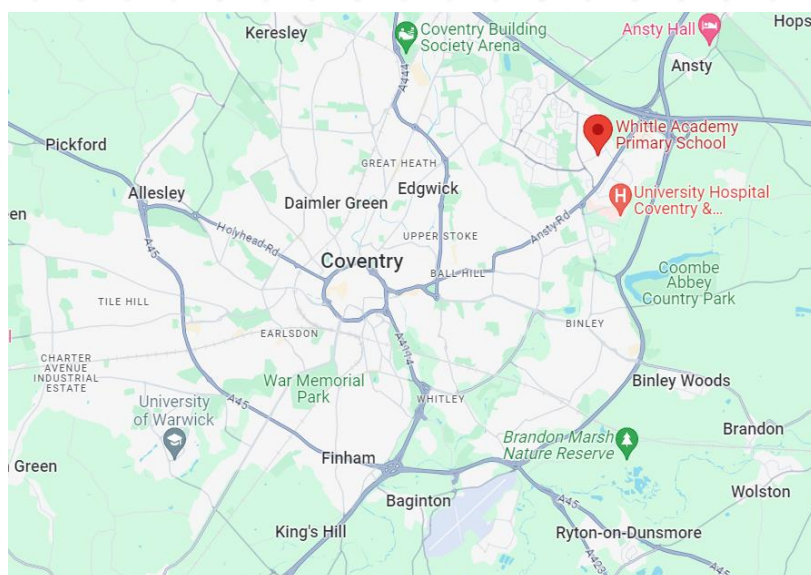 Keresley
Coventry Building
Society Arena
Ansty Hall
Hops
Ansty
A444
Pickford
Whittle Academy
Primary School
GREAT HEATH
Edgwick
Allesley
Daimler Green
University Hospital
Coventry &...
een
Holyhead Rd
UPPER STOKE
Ansty Rd
A45
Coventry
BALL HILL
Coombe
Abbey
Country Park
TILE HILL
EARLSDON
BINLEY
A4114
CHARTER
AVENUE
INDUSTRIAL
ESTATE
War Memorial
Park
Binley Woods
University
of Warwick
A45
WHITLEY
Brandon
Brandon Marsh
Nature Reserve
Finham
Green
Wolston
Baginton
A45
King's Hill
Ryton-on-Dunsmore
A423